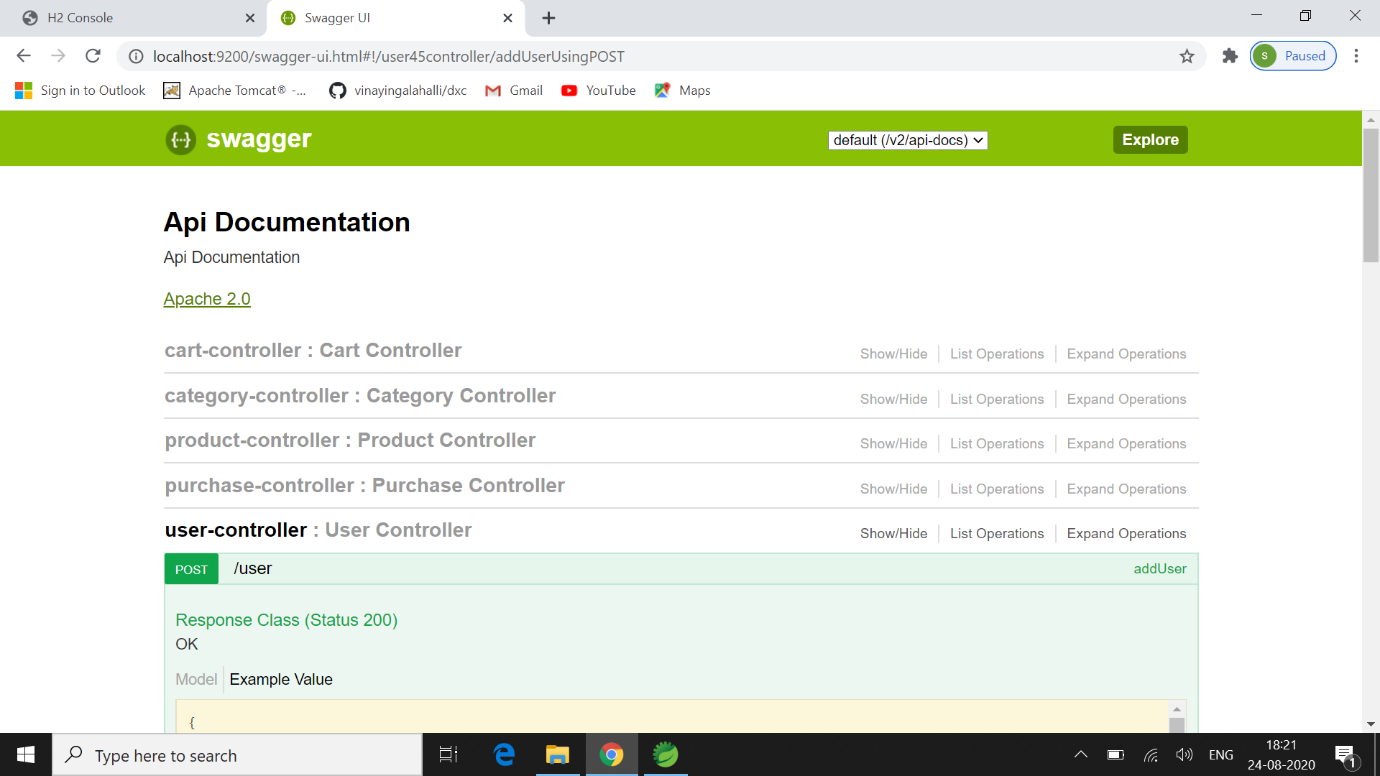 H2 Console
Swagger UI
localhost:9200/swagger-ui.html#!/user45controller/addUserUsingPOST
S Paused
Sign in to Outlook Apache Tomcat® -... vinayingalahalli/dxc Gmail YouTube Maps
{··} swagger default (/v2/api-docs) Explore
Api Documentation
Api Documentation
Apache 2.0
cart-controller : Cart Controller Show/Hide List Operations Expand Operations
category-controller : Category Controller Show/Hide List Operations Expand Operations
product-controller : Product Controller Show/Hide List Operations Expand Operations
purchase-controller : Purchase Controller Show/Hide List Operations Expand Operations
user-controller : User Controller Show/Hide List Operations Expand Operations
POST /user addUser
Response Class (Status 200)
OK
Model Example Value
{
Type here to search ENG 18:21
24-08-2020 1